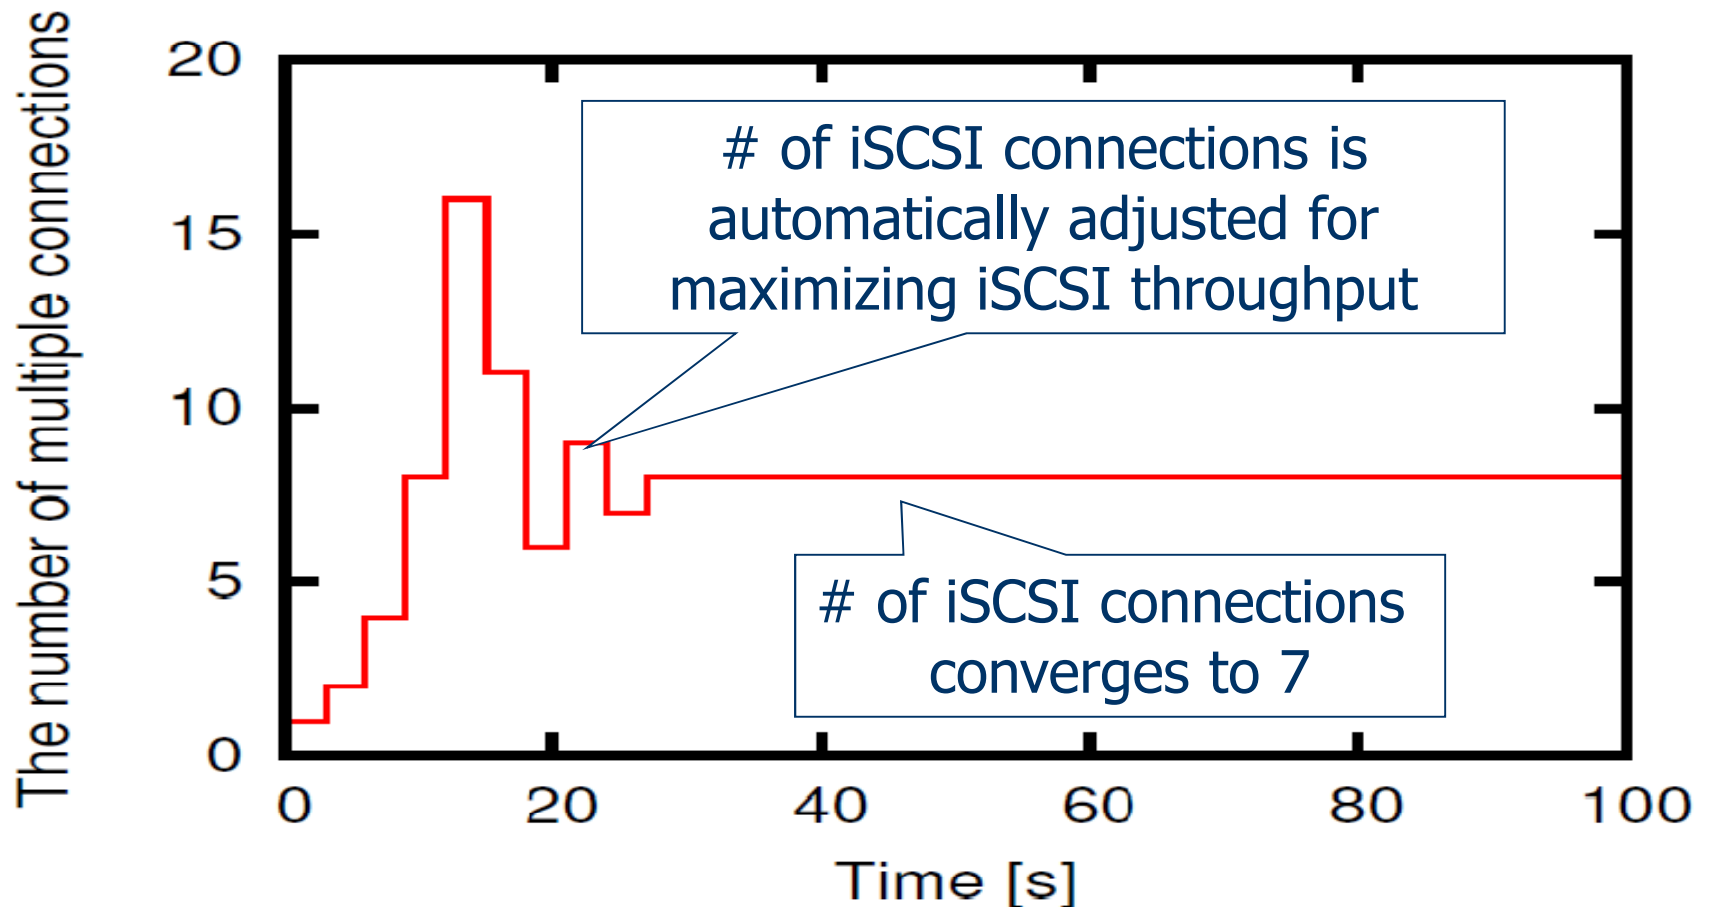 The number of multiple connections
20
15
10
5
0
# of iSCSI connections is
automatically adjusted for
maximizing iSCSI throughput
# of iSCSI connections
converges to 7
0 20 40 60 80 100
Time [s]